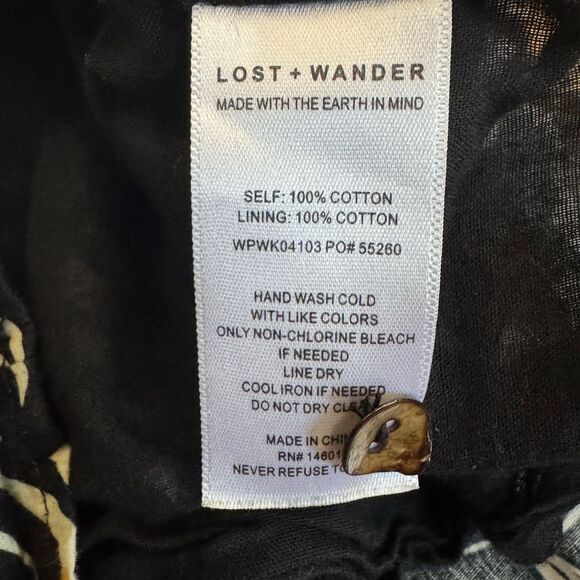 LOST + WANDER
MADE WITH THE EARTH IN MIND
SELF: 100% COTTON
LINING: 100% COTTON
WPWK04103 PO# 55260
HAND WASH COLD
WITH LIKE COLORS
ONLY NON-CHLORINE BLEACH
IF NEEDED
LINE DRY
COOL IRON IF NEEDED
DO NOT DRY
MADE IN
RN#
NEVER REFUSE